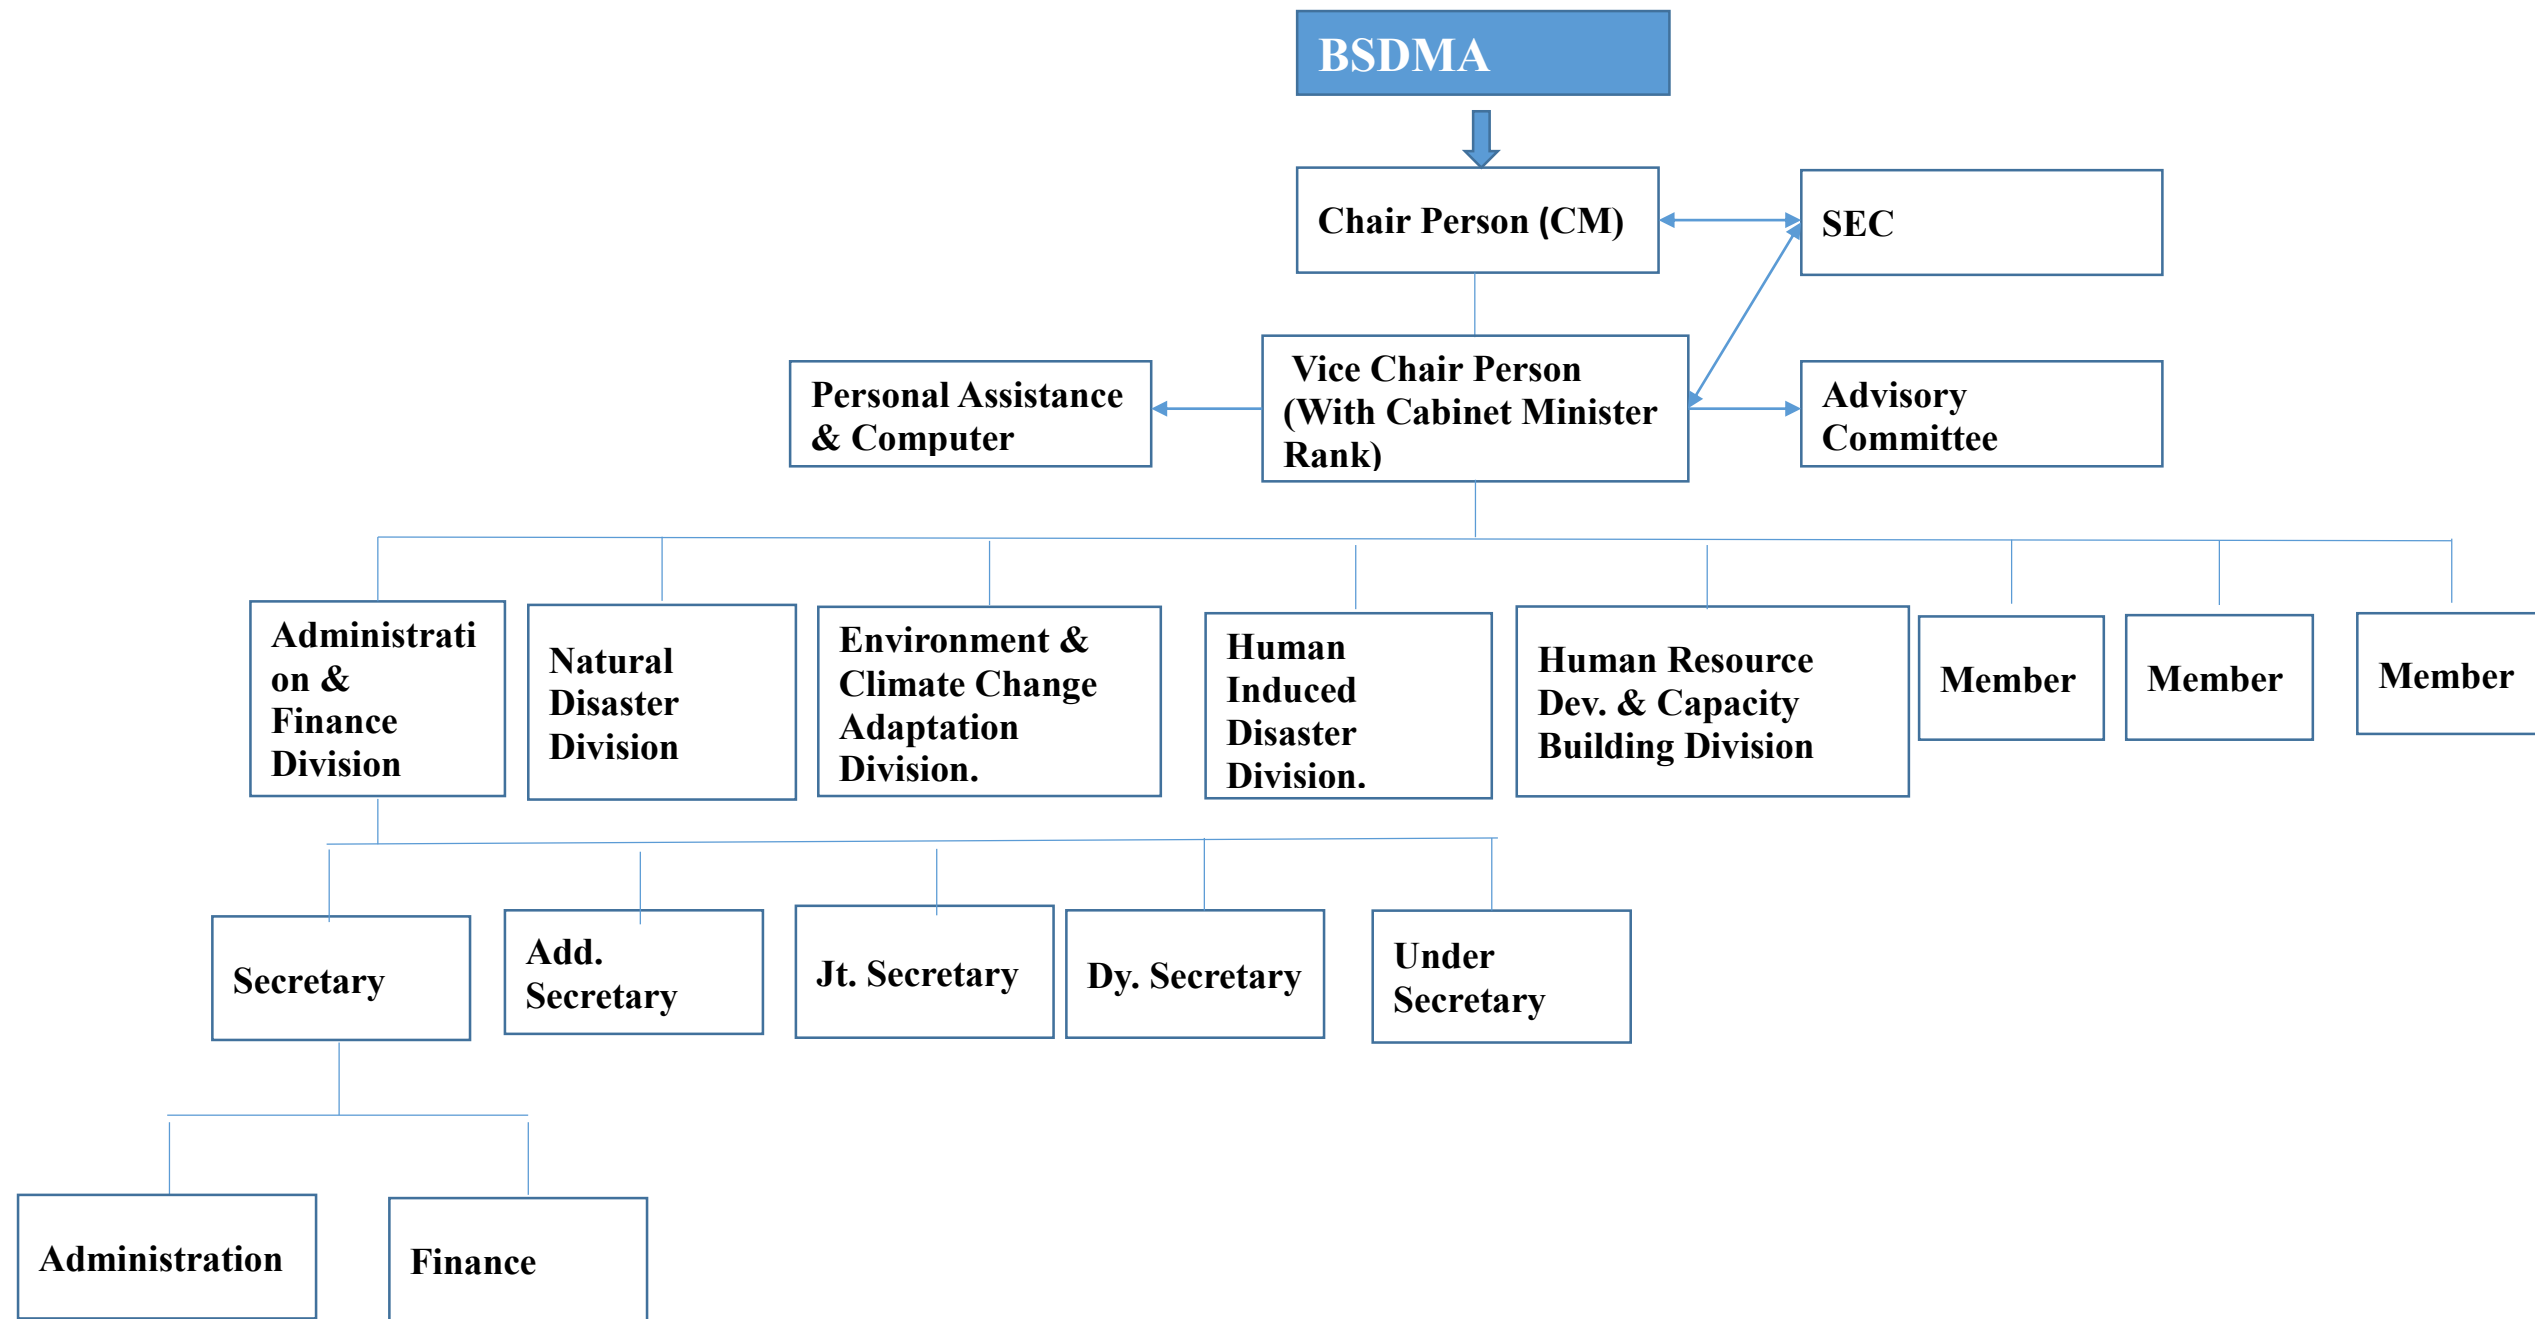 BSDMA
Chair Person (CM)
SEC
Personal Assistance
& Computer
Vice Chair Person
(With Cabinet Minister
Rank)
Advisory
Committee
Administrati
on &
Finance
Division
Natural
Disaster
Division
Environment &
Climate Change
Adaptation
Division.
Human
Induced
Disaster
Division.
Human Resource
Dev. & Capacity
Building Division
Member
Member
Member
Secretary
Add.
Secretary
Jt. Secretary
Dy. Secretary
Under
Secretary
Administration
Finance